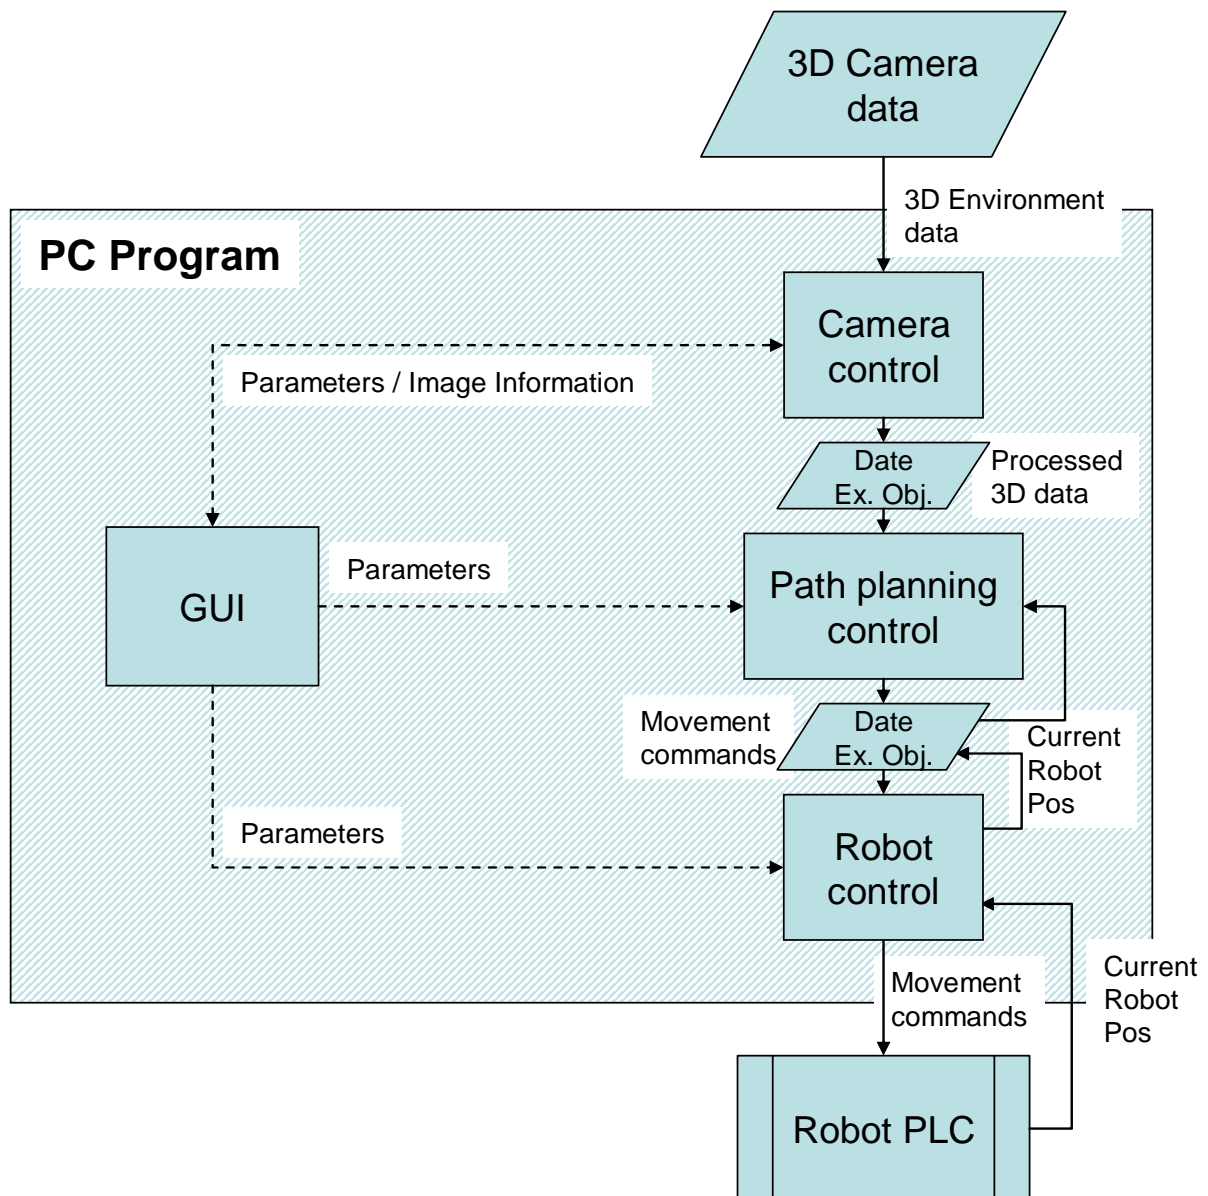 3D Camera
data
3D Environment
data
PC Program
Camera
control
Parameters / Image Information
Date
Ex. Obj.
Processed
3D data
GUI
Parameters
Path planning
control
Movement
commands
Date
Ex. Obj.
Current
Robot
Pos
Parameters
Robot
control
Movement
commands
Current
Robot
Pos
Robot PLC